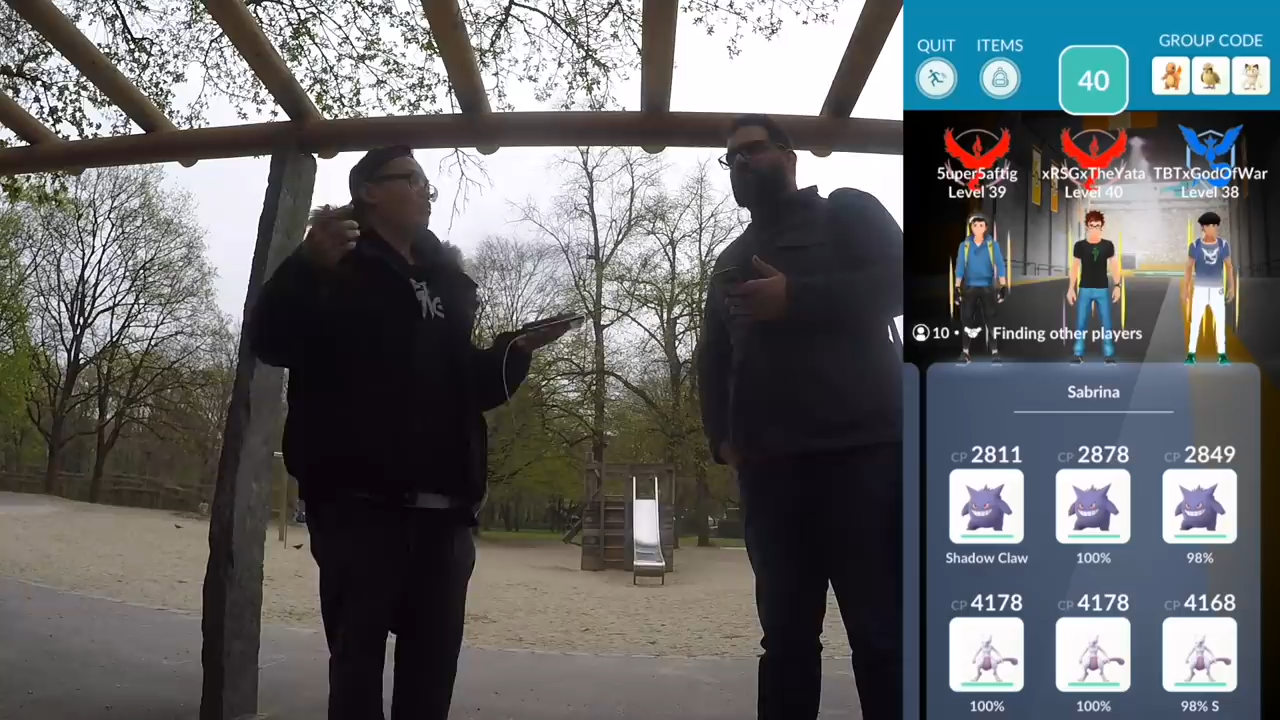 QUIT
ITEMS
40
GROUP CODE
5uper5aftig
Level 39
xRSGxTheYata
Level 40
TBTxGodOfWar
Level 38
10 • Finding other players
Sabrina
CP 2811
CP 2878
CP 2849
Shadow Claw
100%
98%
CP 4178
CP 4178
CP 4168
100%
100%
98% S